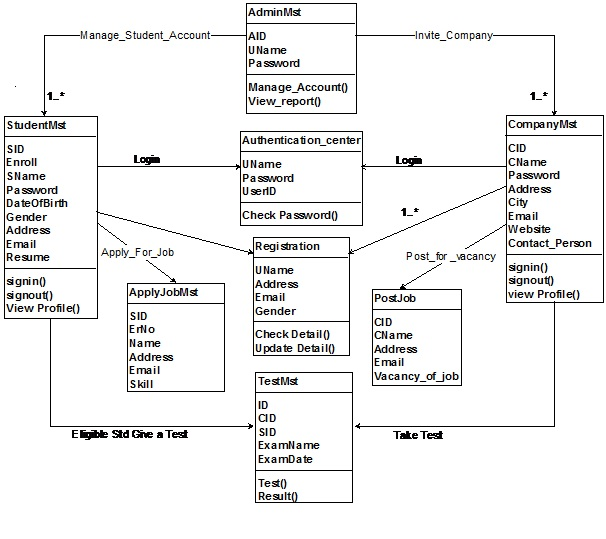 AdminMst
AID
UName
Password
Manage_Account()
View_report()
Manage_Student_Account
Invite_Company
1..*
1..*
StudentMst
SID
Enroll
SName
Password
DateOfBirth
Gender
Address
Email
Resume
signin()
signout()
View Profile()
Login
Authentication_center
UName
Password
UserID
Check Password()
Login
CompanyMst
CID
CName
Password
Address
City
Email
Website
Contact_Person
signin()
signout()
view Profile()
1..*
Apply_For_Job
Registration
UName
Address
Email
Gender
Check Detail()
Update Detail()
Post_for _vacancy
ApplyJobMst
SID
ErNo
Name
Address
Email
Skill
PostJob
CID
CName
Address
Email
Vacancy_of_job
TestMst
ID
CID
SID
ExamName
ExamDate
Test()
Result()
Eligible Std Give a Test
Take Test